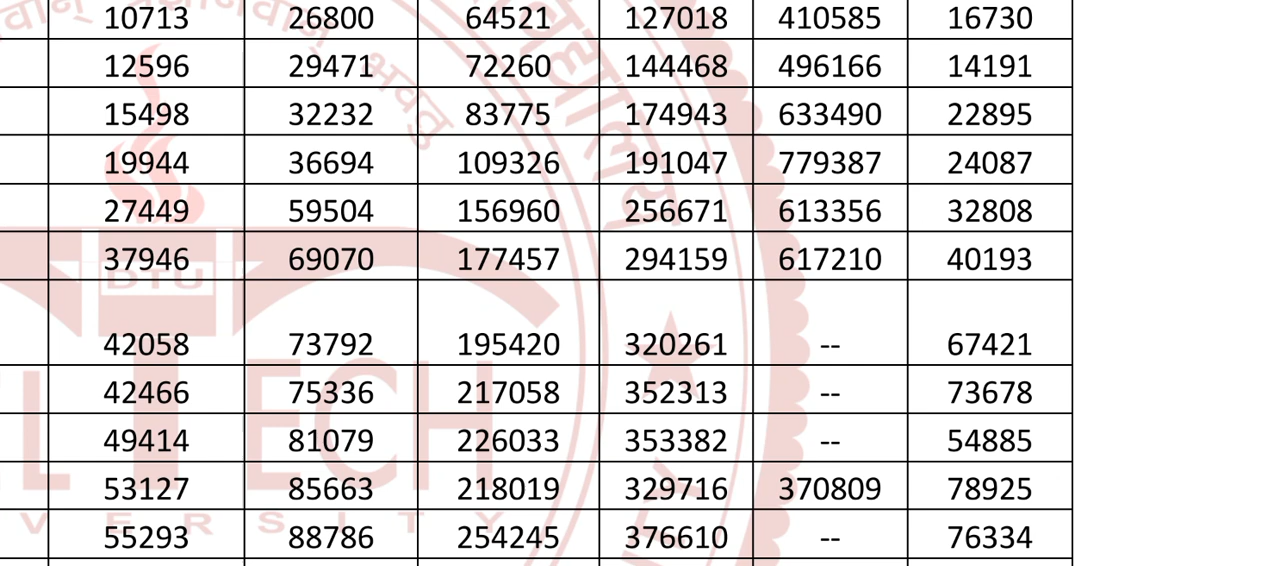 10713 26800 64521 127018 410585 16730
12596 29471 72260 144468 496166 14191
15498 32232 83775 174943 633490 22895
19944 36694 109326 191047 779387 24087
27449 59504 156960 256671 613356 32808
37946 69070 177457 294159 617210 40193
DTU
42058 73792 195420 320261 -- 67421
42466 75336 217058 352313 -- 73678
49414 81079 226033 353382 -- 54885
53127 85663 218019 329716 370809 78925
55293 88786 254245 376610 -- 76334
L TECH
V E R S I T Y
भवतु